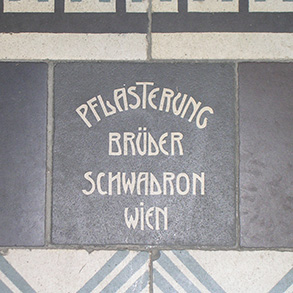 PFLASTERUNG
BRÜDER
SCHWADRON
WIEN